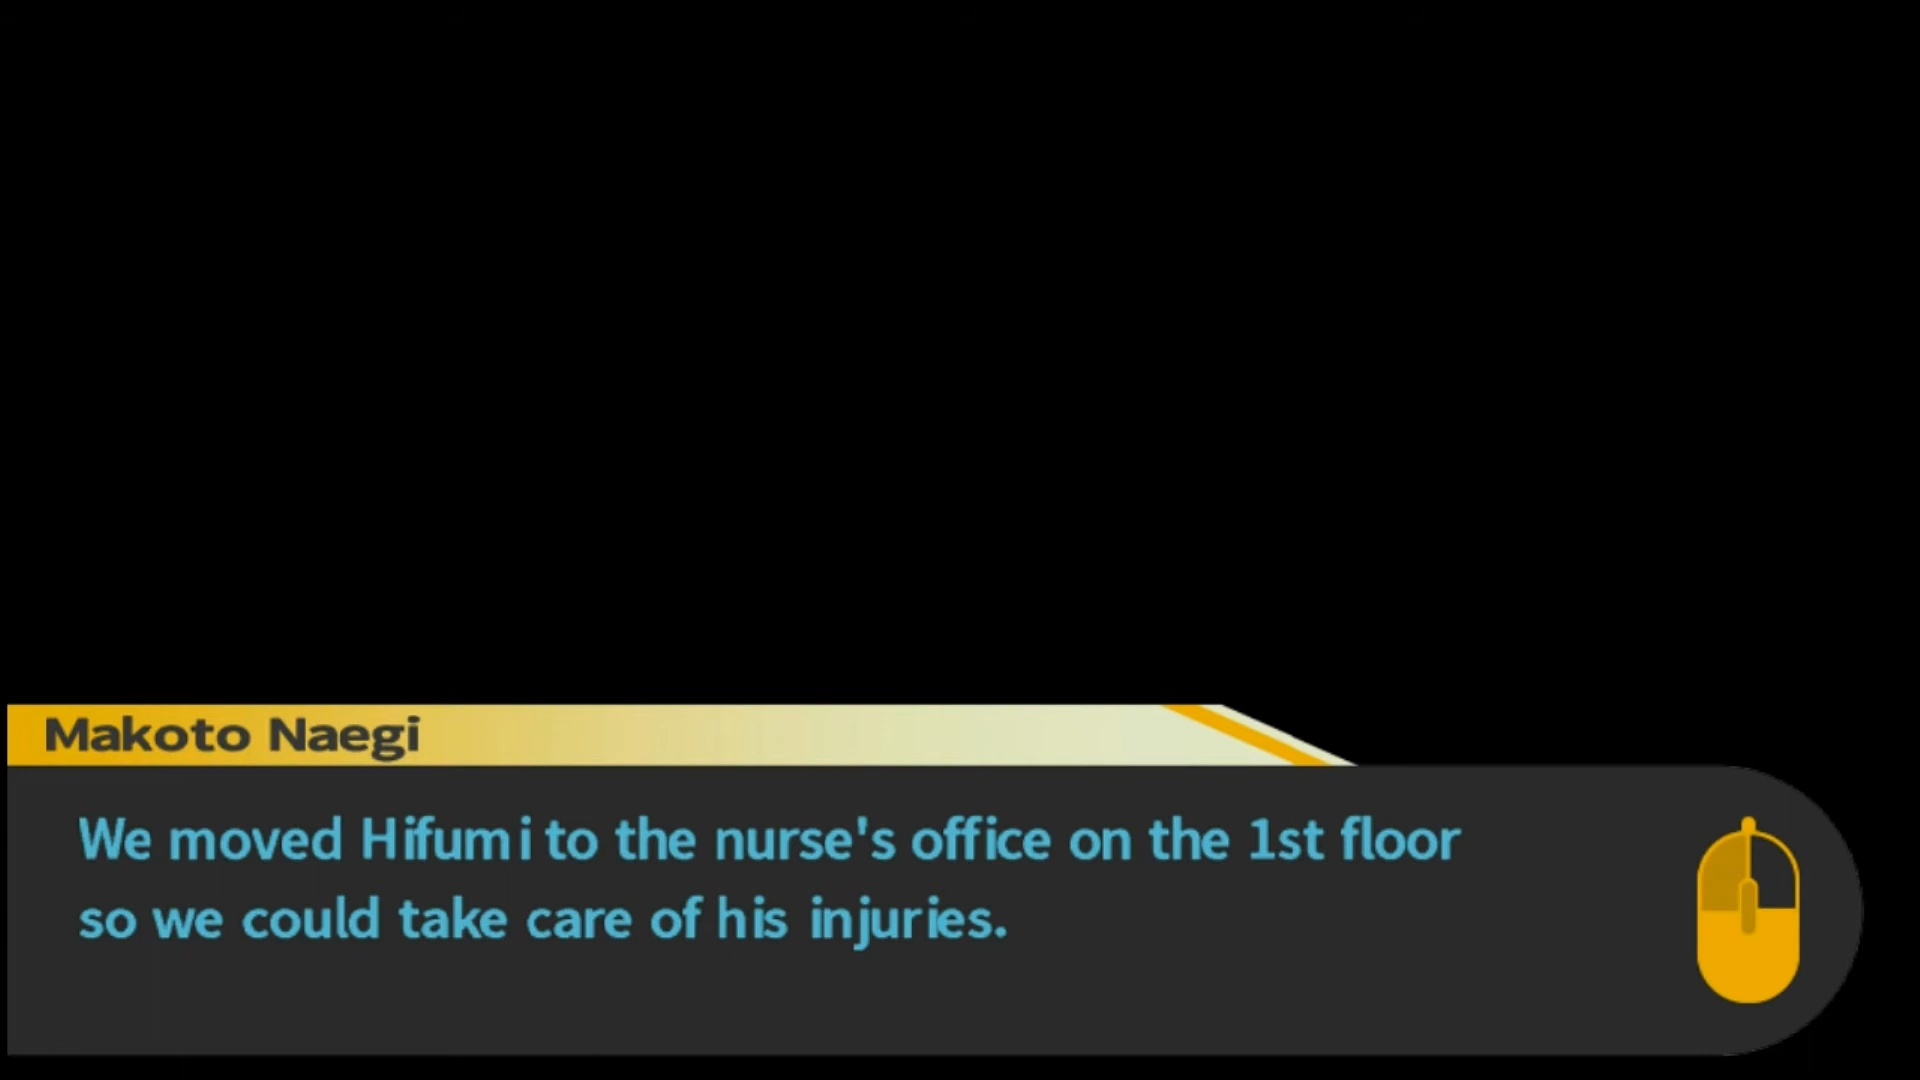 Makoto Naegi
We moved Hifumi to the nurse's office on the 1st floor
so we could take care of his injuries.